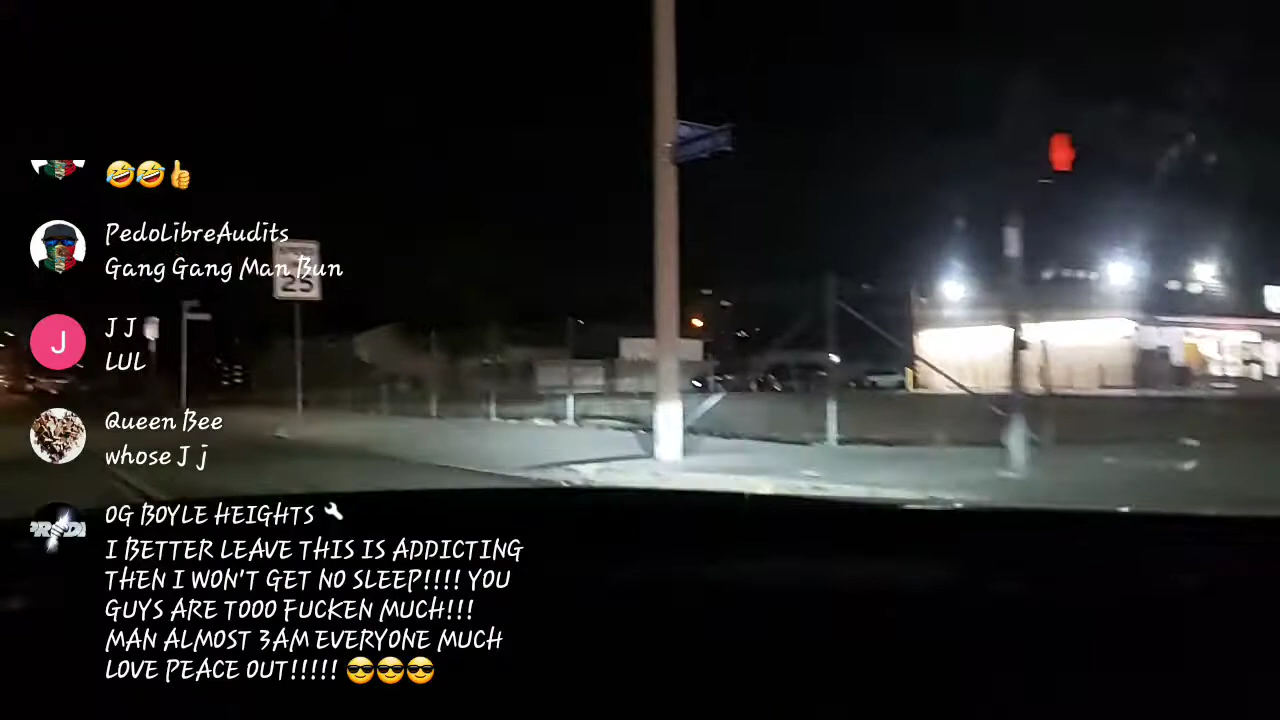 🤣🤣👍
PedoLibreAudits
Gang Gang Man Bun
25
J J
LUL
Queen Bee
whose J j
OG BOYLE HEIGHTS 🔧
I BETTER LEAVE THIS IS ADDICTING
THEN I WON'T GET NO SLEEP!!!! YOU
GUYS ARE TOOO FUCKEN MUCH!!!
MAN ALMOST 3AM EVERYONE MUCH
LOVE PEACE OUT!!!!! 😎😎😎